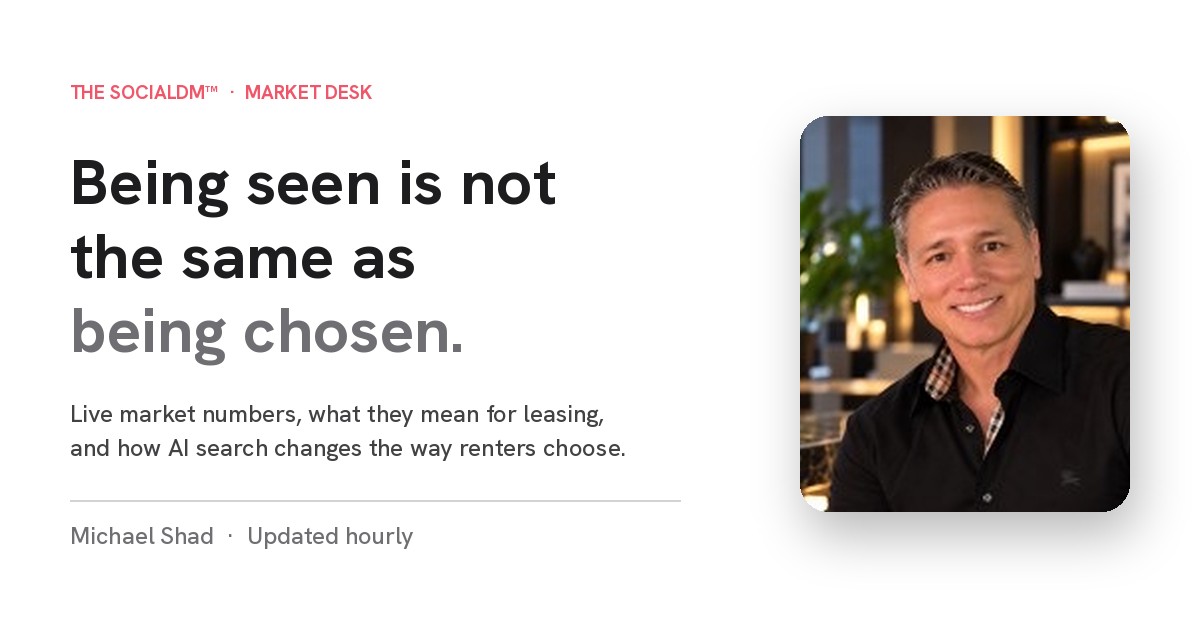 THE SOCIALDM™ · MARKET DESK
Being seen is not
the same as
being chosen.
Live market numbers, what they mean for leasing,
and how AI search changes the way renters choose.
Michael Shad · Updated hourly